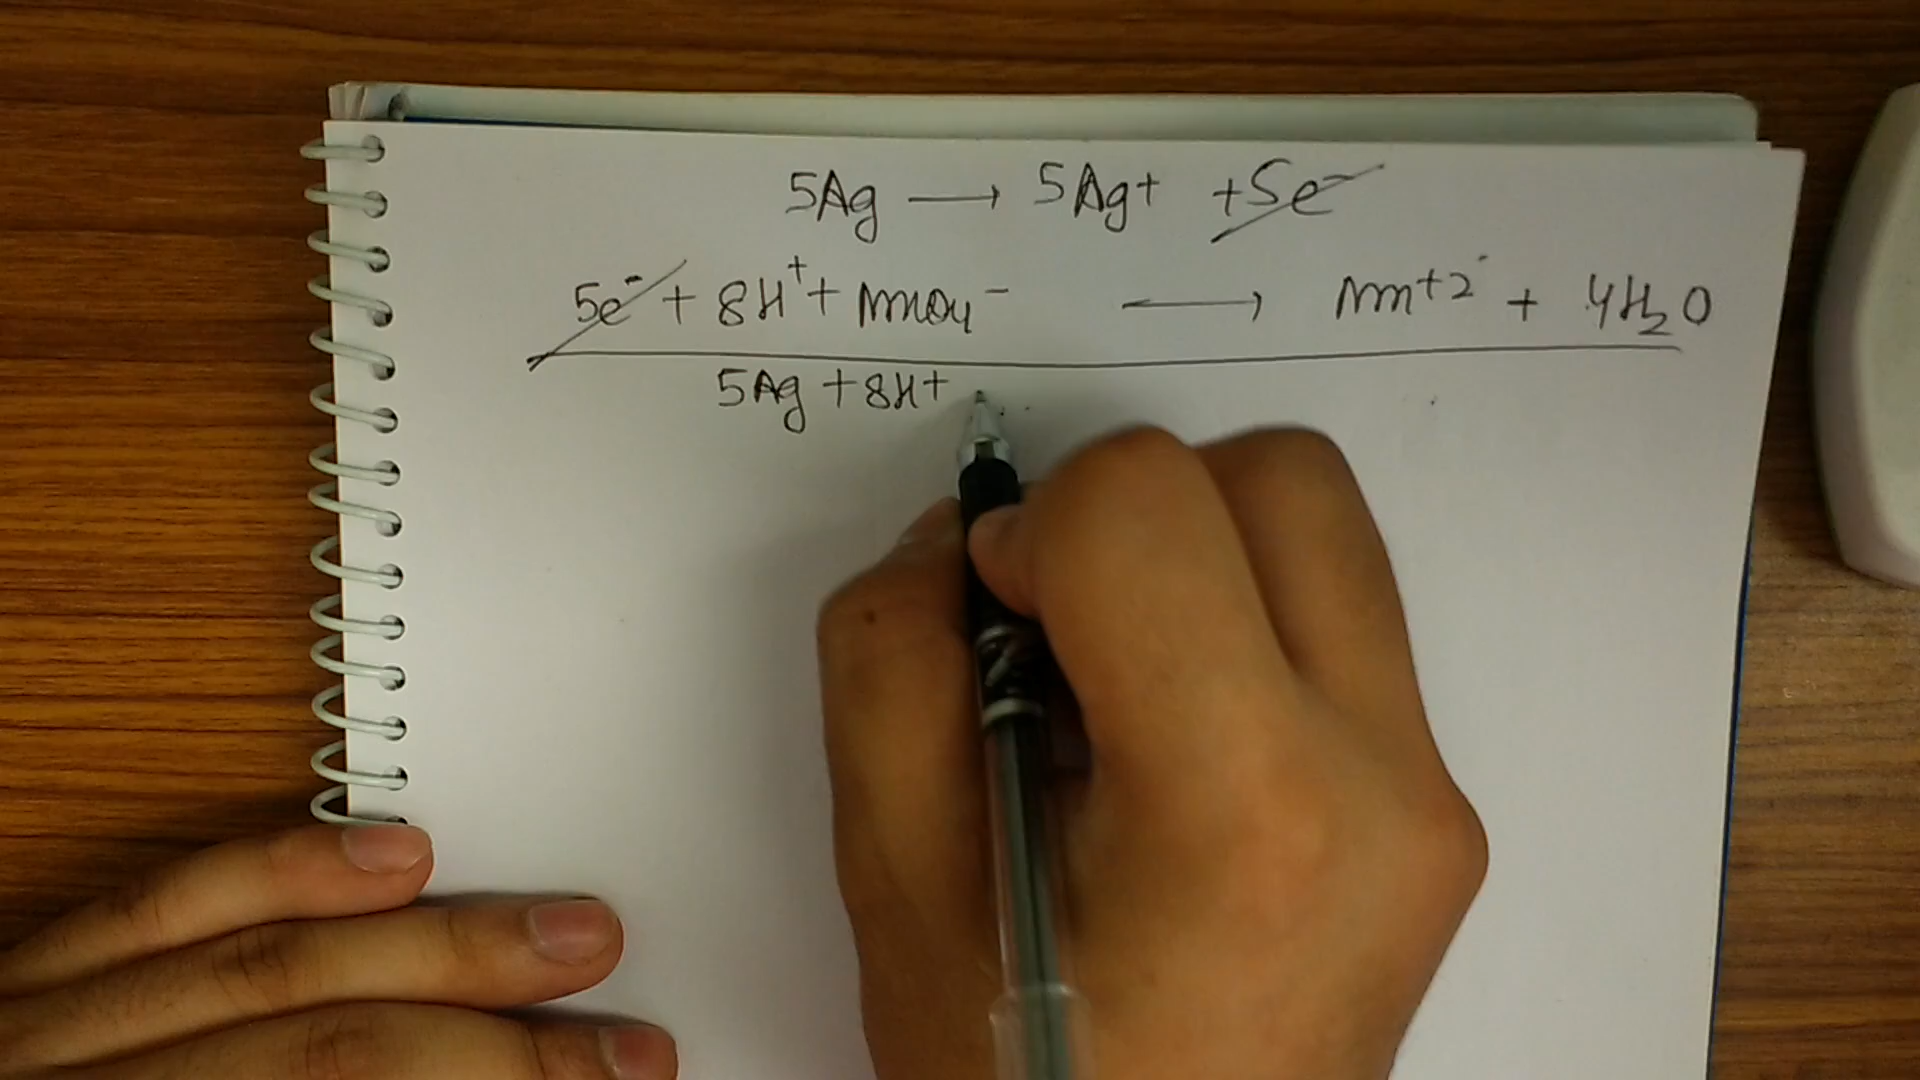 5Ag ⟶ 5Ag+ +5e⁻
5e⁻ + 8H⁺ + MnO4⁻ ⟶ Mn+2 + 4H₂O
5Ag + 8H+